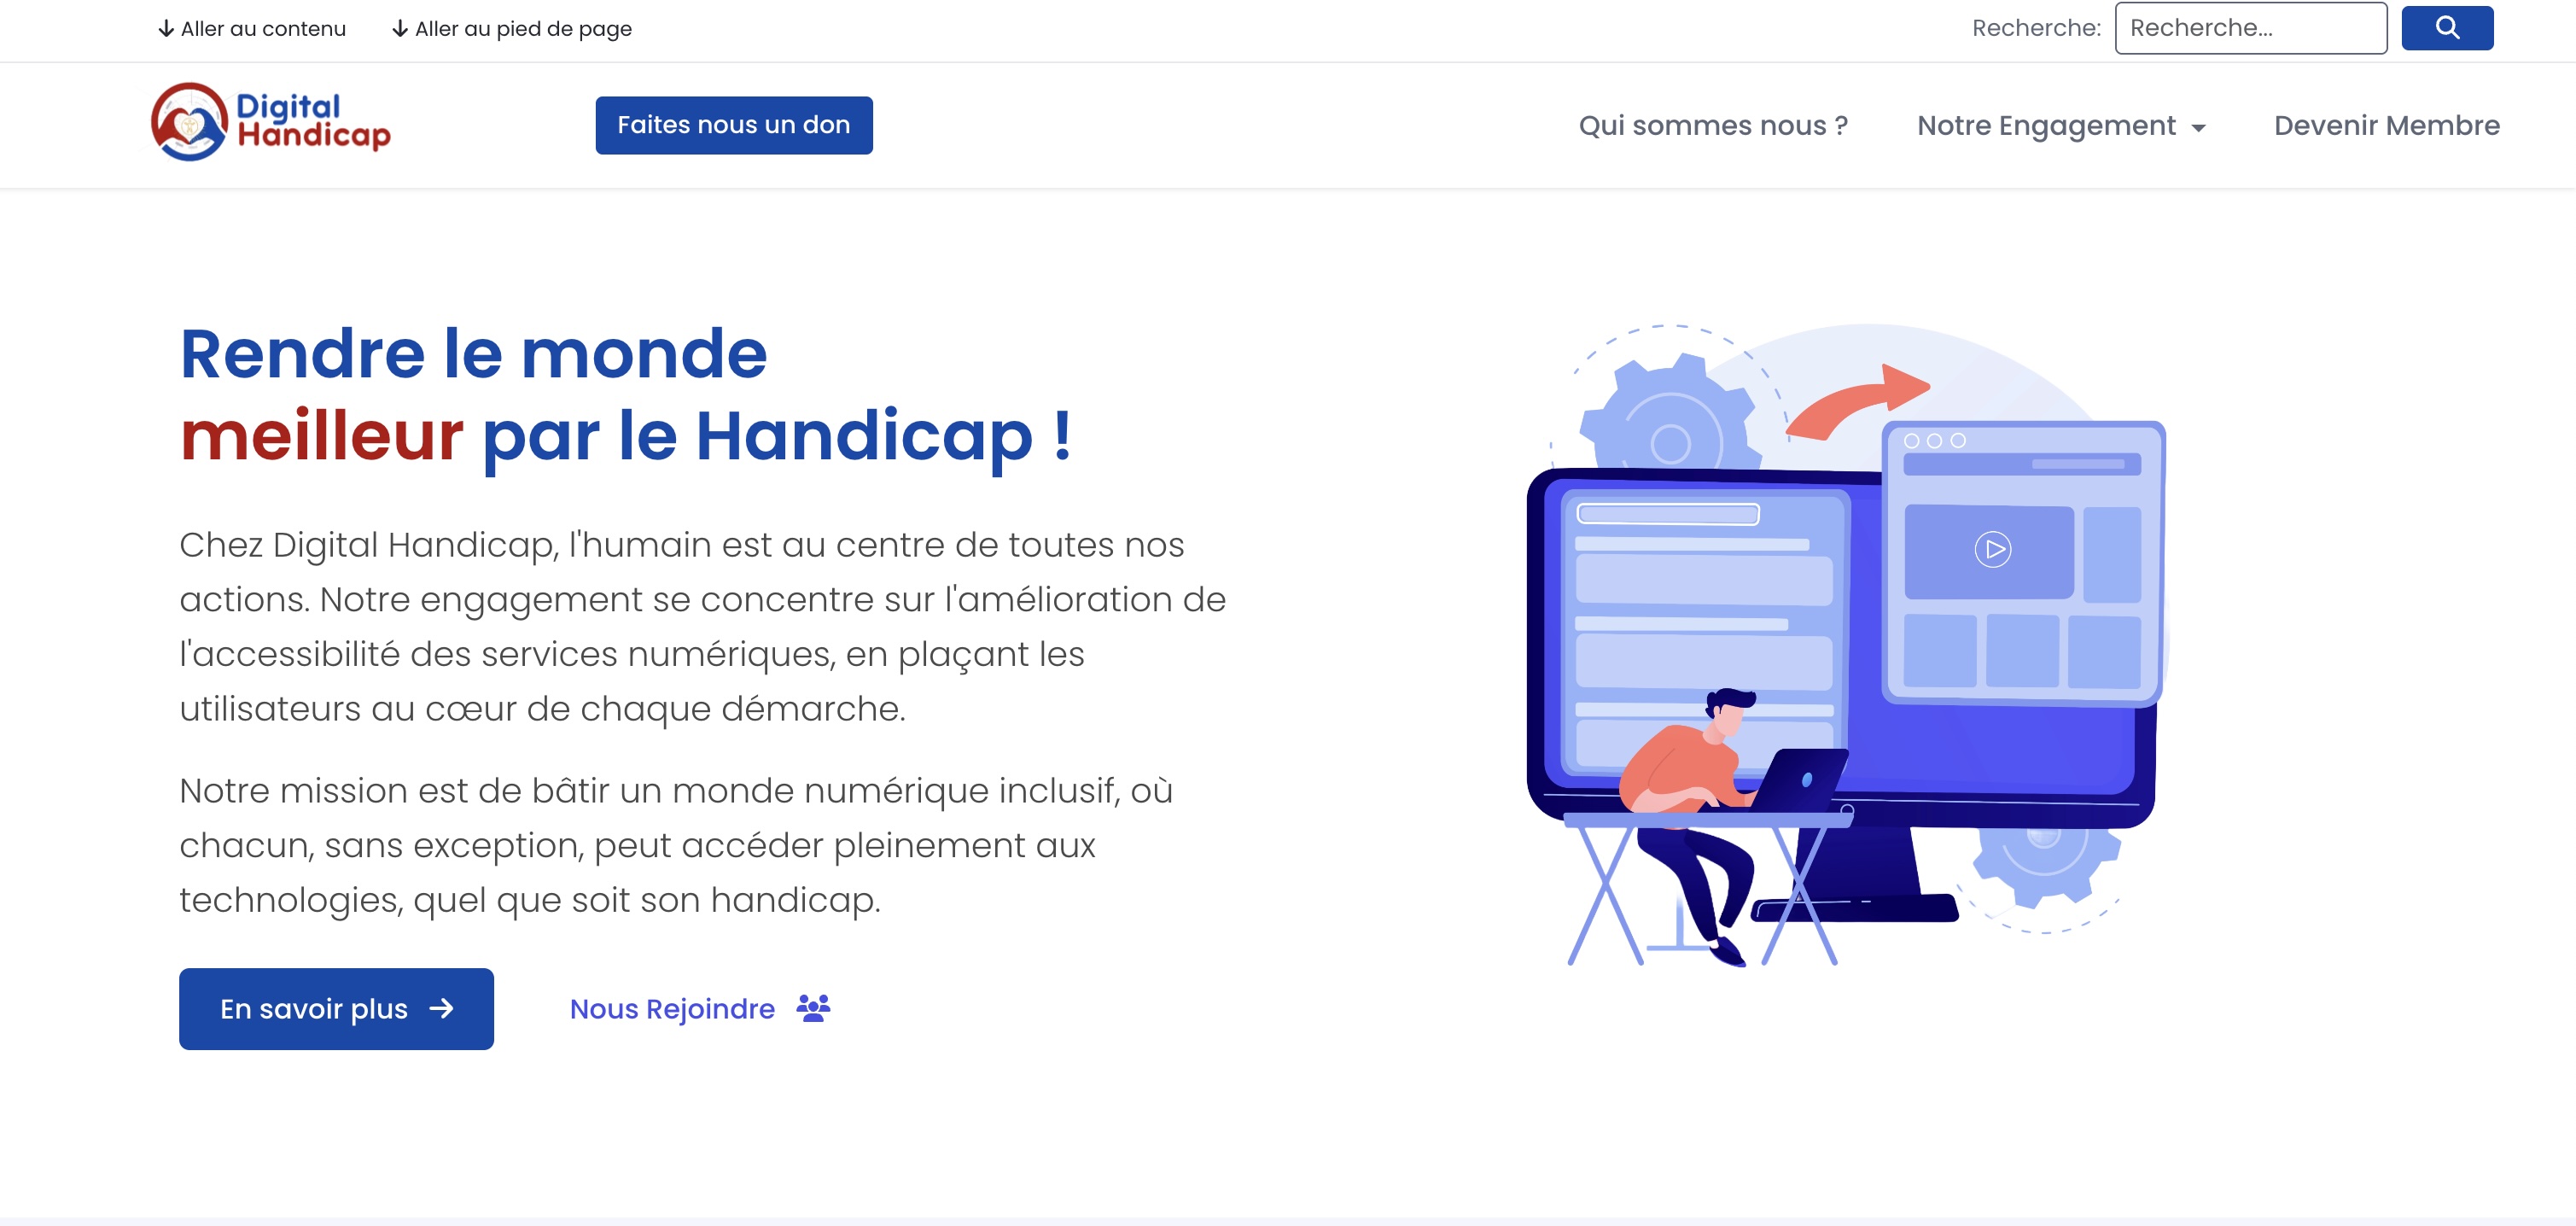 Aller au contenu
Aller au pied de page
Recherche:
Recherche...
Digital
Handicap
Faites nous un don
Qui sommes nous ?
Notre Engagement
Devenir Membre
Rendre le monde
meilleur par le Handicap !
Chez Digital Handicap, l'humain est au centre de toutes nos
actions. Notre engagement se concentre sur l'amélioration de
l'accessibilité des services numériques, en plaçant les
utilisateurs au cœur de chaque démarche.
Notre mission est de bâtir un monde numérique inclusif, où
chacun, sans exception, peut accéder pleinement aux
technologies, quel que soit son handicap.
En savoir plus
Nous Rejoindre